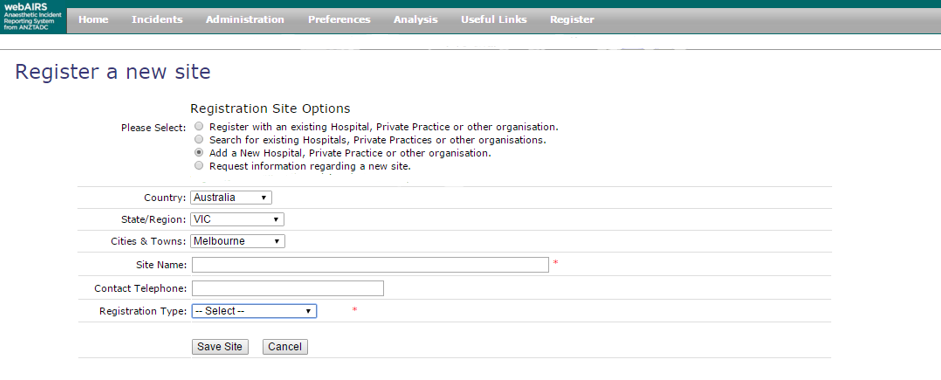 webAIRS
Anaesthetic Incident
Reporting System
from ANZTADC
Home Incidents Administration Preferences Analysis Useful Links Register
Register a new site
Registration Site Options
Please Select: Register with an existing Hospital, Private Practice or other organisation.
Search for existing Hospitals, Private Practices or other organisations.
Add a New Hospital, Private Practice or other organisation.
Request information regarding a new site.
Country: Australia
State/Region: VIC
Cities & Towns: Melbourne
Site Name: *
Contact Telephone:
Registration Type: -- Select -- *
Save Site Cancel